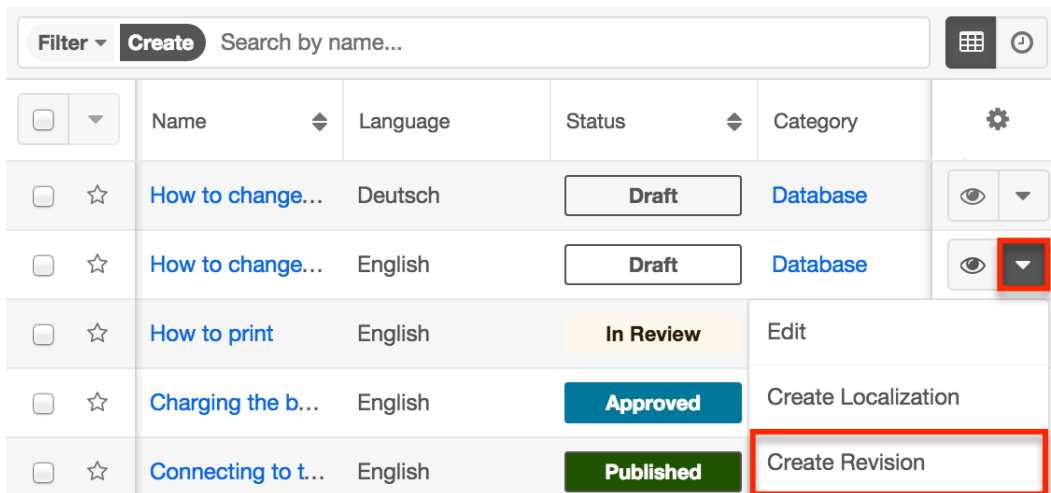 Filter Create Search by name...
Name Language Status Category
How to change... Deutsch Draft Database
How to change... English Draft Database
How to print English In Review Edit
Charging the b... English Approved Create Localization
Connecting to t... English Published Create Revision